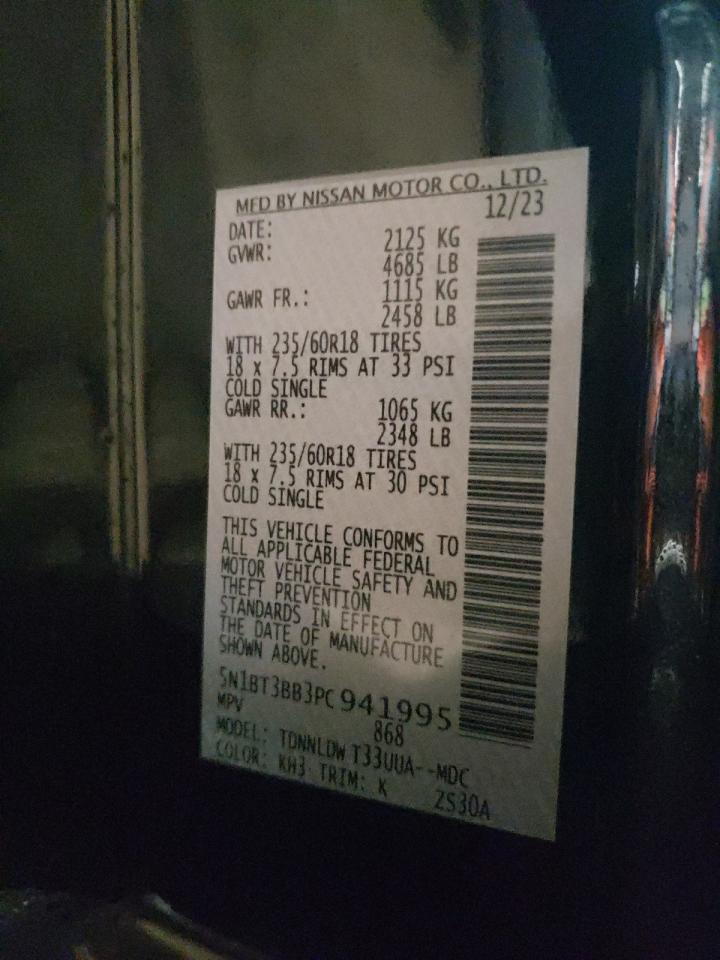 MFD BY NISSAN MOTOR CO., LTD.
DATE: 12/23
GVWR: 2125 KG
4685 LB
GAWR FR.: 1115 KG
2458 LB
WITH 235/60R18 TIRES
18 x 7.5 RIMS AT 33 PSI
COLD SINGLE
GAWR RR.: 1065 KG
2348 LB
WITH 235/60R18 TIRES
18 x 7.5 RIMS AT 30 PSI
COLD SINGLE
THIS VEHICLE CONFORMS TO
ALL APPLICABLE FEDERAL
MOTOR VEHICLE SAFETY AND
THEFT PREVENTION
STANDARDS IN EFFECT ON
THE DATE OF MANUFACTURE
SHOWN ABOVE.
5N1BT3BB3PC941995
MPV 868
MODEL: TDNNLDW T33UUA--MDC
COLOR: KH3 TRIM: K ZS30A